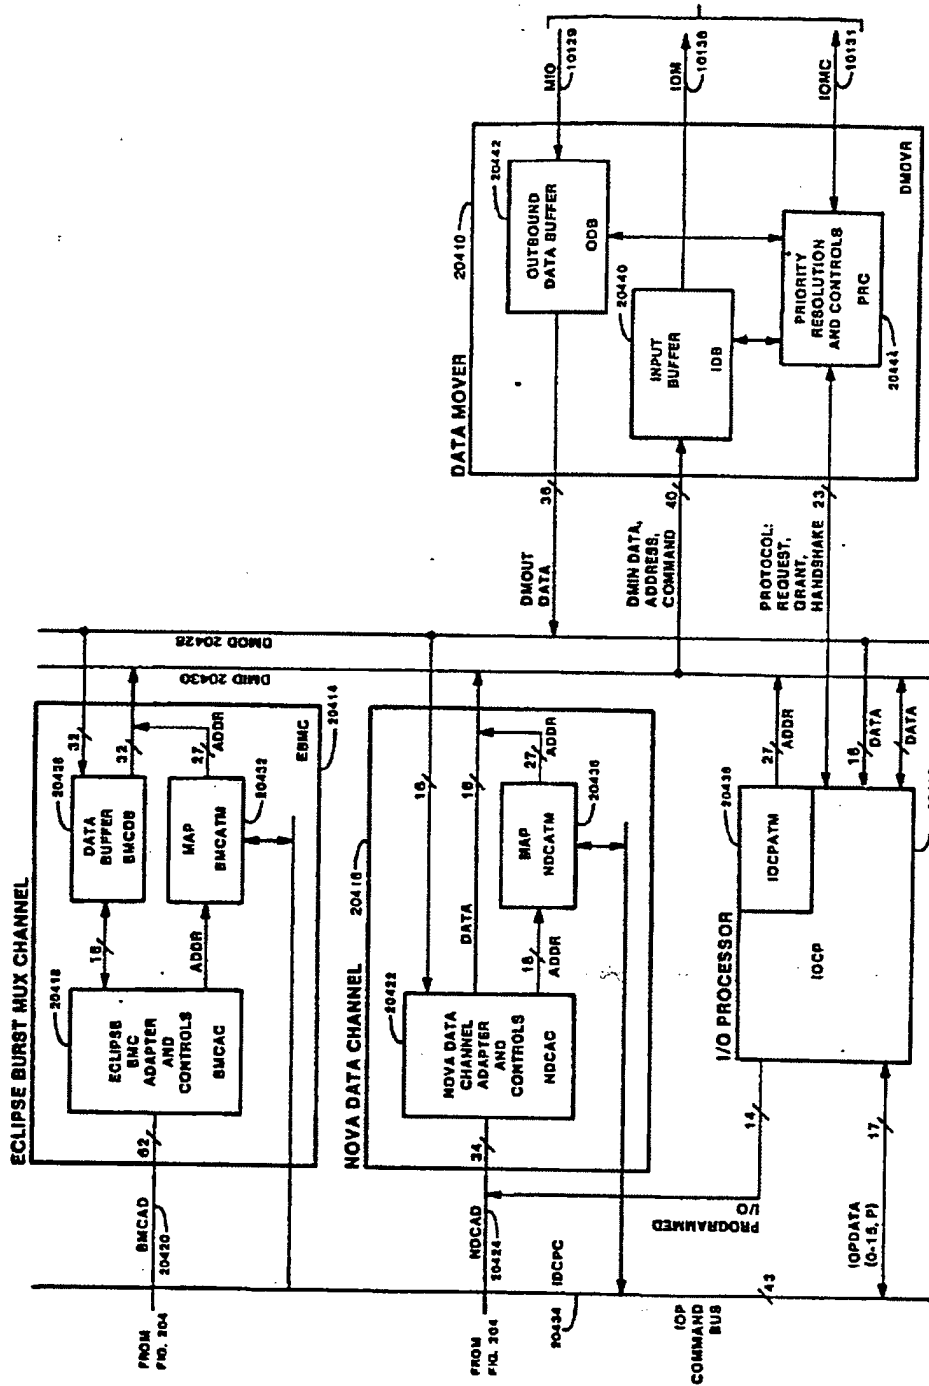 ECLIPSE BURST MUX CHANNEL
FROM
FIG. 204
BMCAD
20420
62
20418
ECLIPSE
BMC
ADAPTER
AND
CONTROLS
BMCAC
16
ADDR
20426
DATA
BUFFER
BMCDB
MAP
BMCATM
20432
32
32
27
ADDR
EBMC
20414
DMID 20430
DMOD 20428
NOVA DATA CHANNEL
20416
FROM
FIG. 204
NDCAD
20424
34
20422
NOVA DATA
CHANNEL
ADAPTER
AND
CONTROLS
NDCAC
16
DATA
16
16
ADDR
MAP
NDCATM
20436
27
ADDR
IDCPC
20434
PROGRAMMED
I/O
IOP
COMMAND
BUS
43
14
IOPDATA
(0-15, P)
17
I/O PROCESSOR
IOCP
IOCPATM
20438
27
ADDR
16
DATA
DATA
DMOUT
DATA
36
DMIN DATA,
ADDRESS,
COMMAND
40
PROTOCOL:
REQUEST,
GRANT,
HANDSHAKE
23
DATA MOVER
20410
OUTBOUND
DATA BUFFER
ODB
20442
INPUT
BUFFER
IDB
20440
PRIORITY
RESOLUTION
AND CONTROLS
PRC
20444
DMOVR
MIO
10129
IOM
10130
IOMC
10131